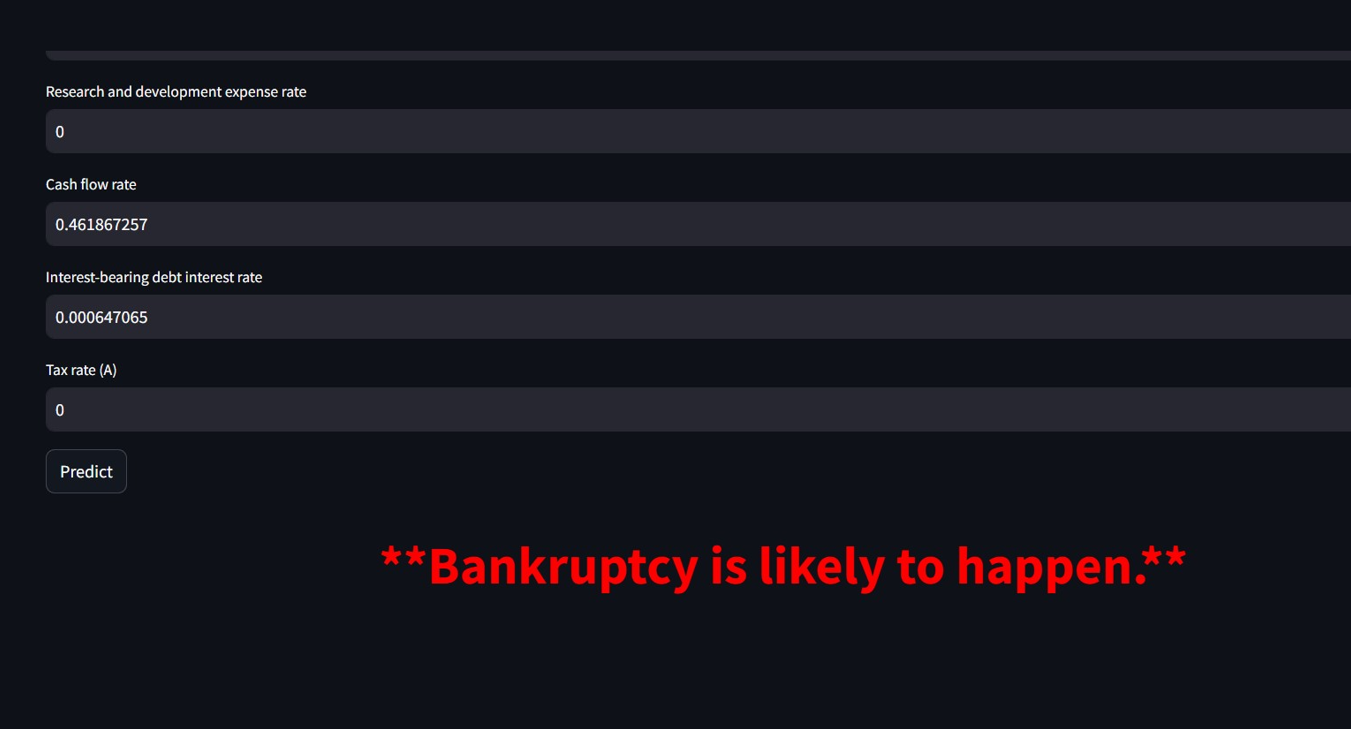 Research and development expense rate
0
Cash flow rate
0.461867257
Interest-bearing debt interest rate
0.000647065
Tax rate (A)
0
Predict
**Bankruptcy is likely to happen.**